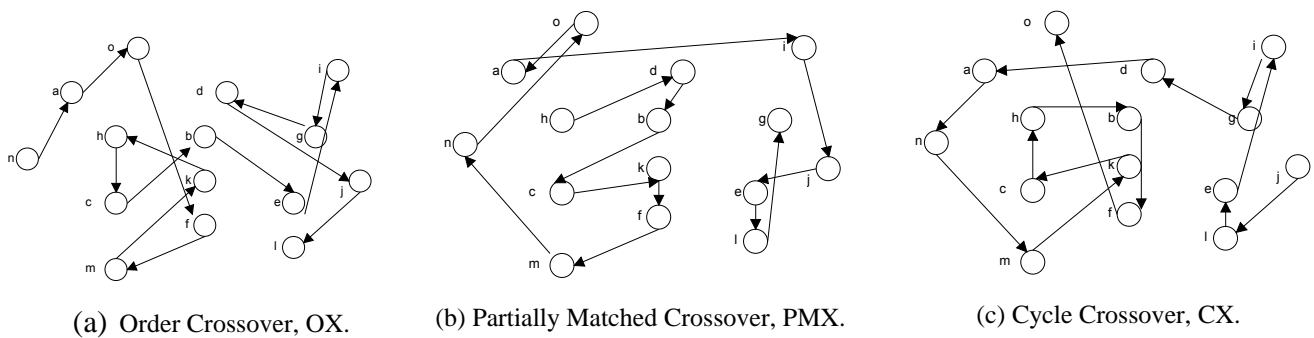 o
a
d
i
h
b
g
n
k
c
e
j
f
l
m
(a) Order Crossover, OX.
o
a
d
i
h
b
g
n
k
c
e
j
f
l
m
(b) Partially Matched Crossover, PMX.
o
a
d
i
h
b
g
n
k
c
e
j
f
l
m
(c) Cycle Crossover, CX.